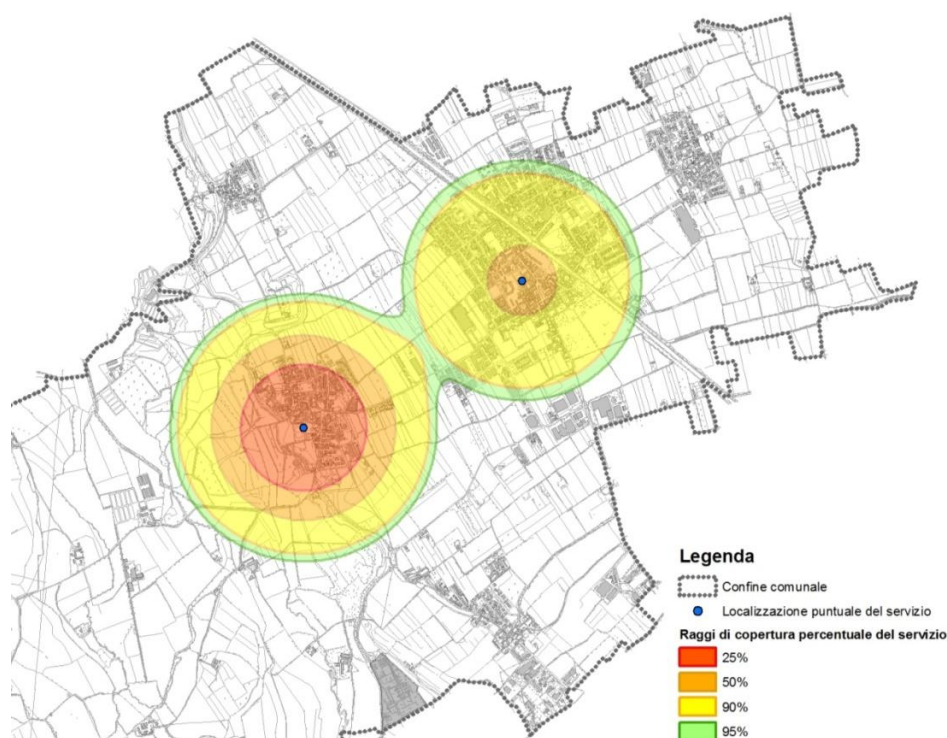 Legenda
Confine comunale
Localizzazione puntuale del servizio
Raggi di copertura percentuale del servizio
25%
50%
90%
95%